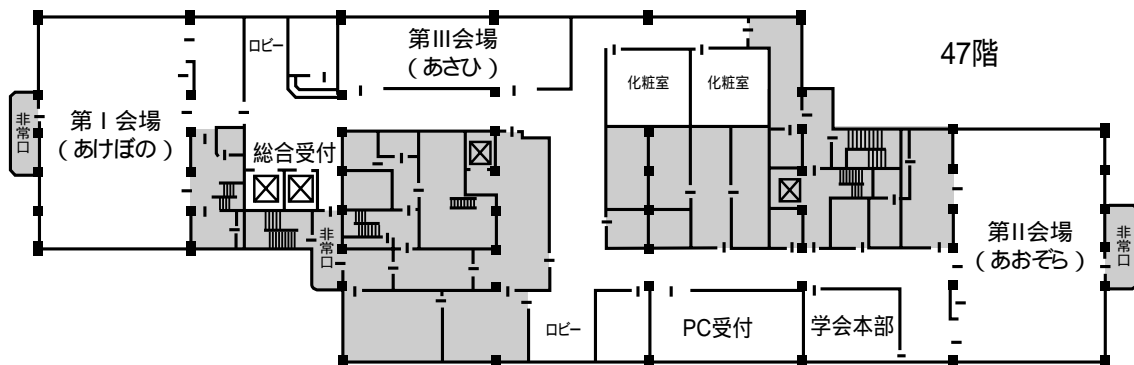 ロビー
第III会場
（あさひ）
47階
化粧室
化粧室
非常口
第I会場
（あけぼの）
総合受付
非常口
第II会場
（あおぞら）
非常口
ロビー
PC受付
学会本部